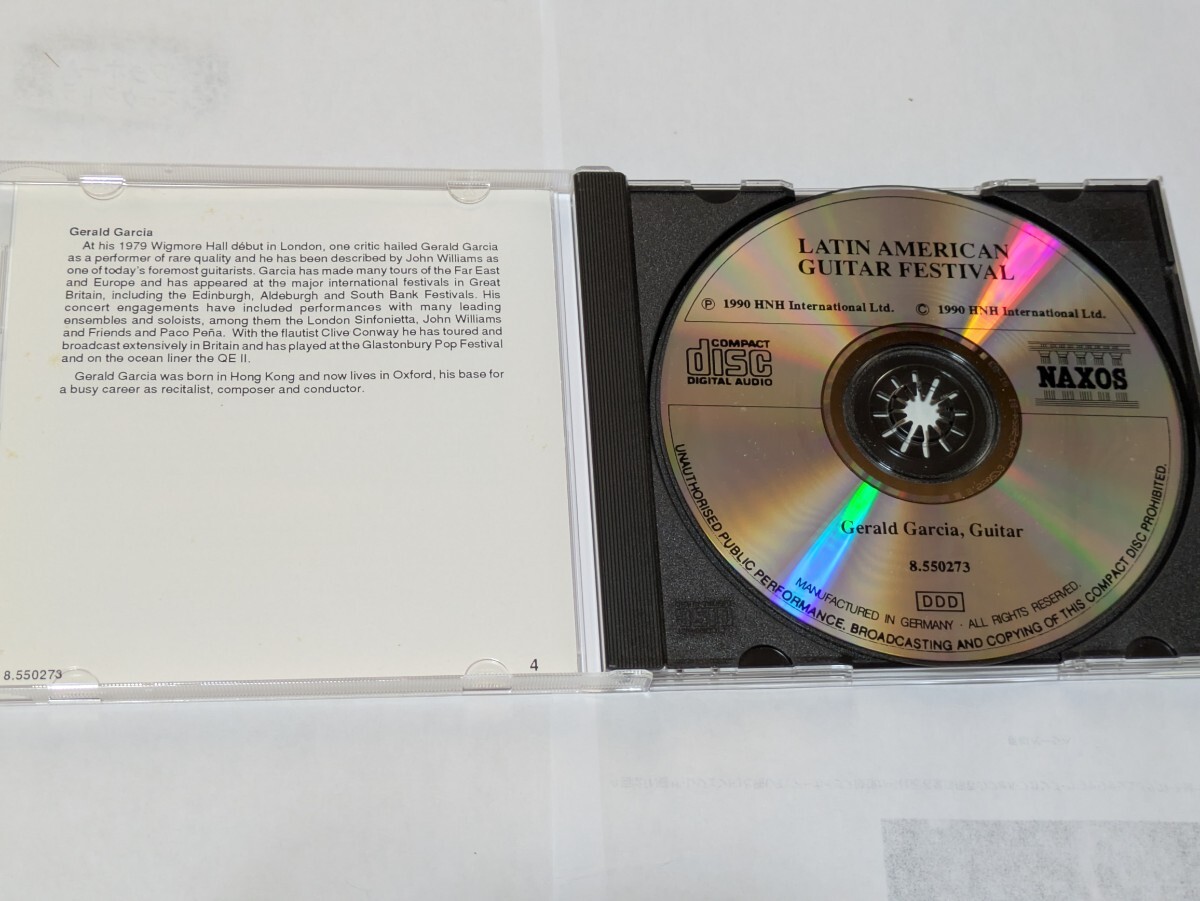 Gerald Garcia
At his 1979 Wigmore Hall début in London, one critic hailed Gerald Garcia
as a performer of rare quality and he has been described by John Williams as
one of today's foremost guitarists. Garcia has made many tours of the Far East
and Europe and has appeared at the major international festivals in Great
Britain, including the Edinburgh, Aldeburgh and South Bank Festivals. His
concert engagements have included performances with many leading
ensembles and soloists, among them the London Sinfonietta, John Williams
and Friends and Paco Peña. With the flautist Clive Conway he has toured and
broadcast extensively in Britain and has played at the Glastonbury Pop Festival
and on the ocean liner the QE II.
Gerald Garcia was born in Hong Kong and now lives in Oxford, his base for
a busy career as recitalist, composer and conductor.
8.550273
4
LATIN AMERICAN
GUITAR FESTIVAL
Ⓟ 1990 HNH International Ltd. © 1990 HNH International Ltd.
COMPACT
disc
DIGITAL AUDIO
NAXOS
Gerald Garcia, Guitar
8.550273
DDD
MANUFACTURED IN GERMANY · ALL RIGHTS RESERVED.
UNAUTHORISED PUBLIC PERFORMANCE, BROADCASTING AND COPYING OF THIS COMPACT DISC PROHIBITED.